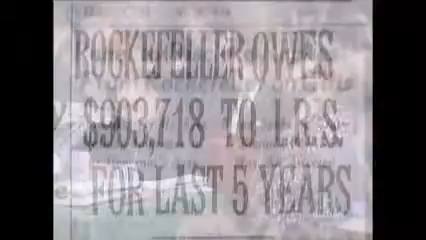 ROCKEFELLER OWES
$903,718 TO I.R.S.
FOR LAST 5 YEARS